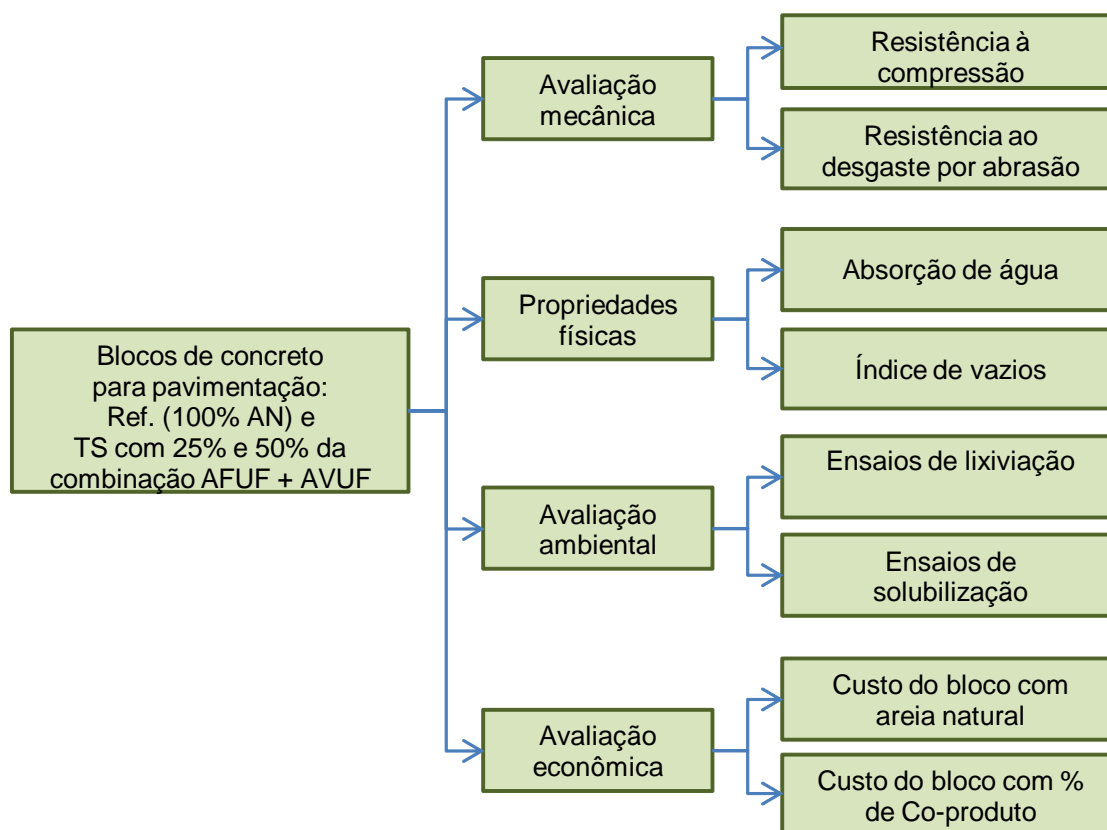 Blocos de concreto
para pavimentação:
Ref. (100% AN) e
TS com 25% e 50% da
combinação AFUF + AVUF
Avaliação
mecânica
Resistência à
compressão
Resistência ao
desgaste por abrasão
Propriedades
físicas
Absorção de água
Índice de vazios
Avaliação
ambiental
Ensaios de lixiviação
Ensaios de
solubilização
Avaliação
econômica
Custo do bloco com
areia natural
Custo do bloco com %
de Co-produto